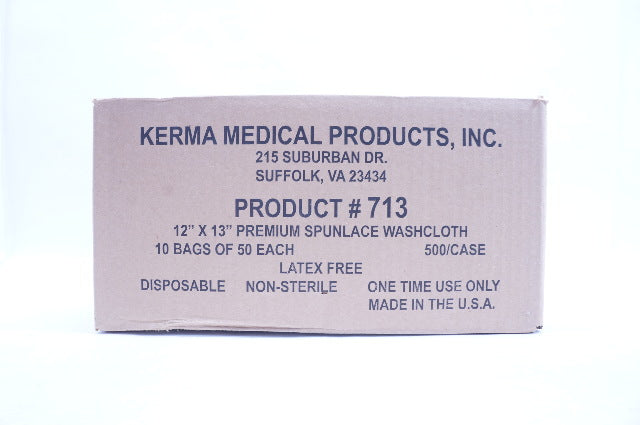 KERMA MEDICAL PRODUCTS, INC.
215 SUBURBAN DR.
SUFFOLK, VA 23434
PRODUCT # 713
12" X 13" PREMIUM SPUNLACE WASHCLOTH
10 BAGS OF 50 EACH 500/CASE
LATEX FREE
DISPOSABLE NON-STERILE ONE TIME USE ONLY
MADE IN THE U.S.A.